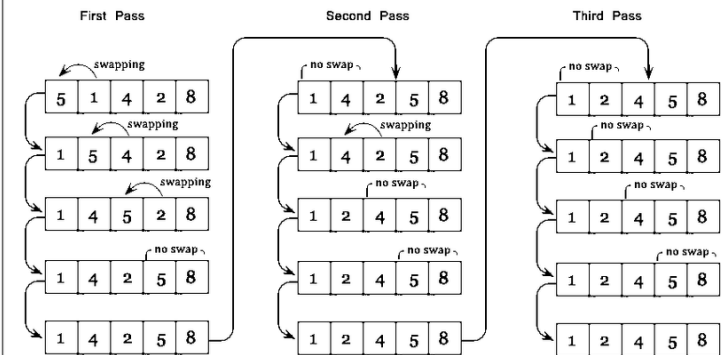 First Pass
swapping
5 1 4 2 8
swapping
1 5 4 2 8
swapping
1 4 5 2 8
no swap
1 4 2 5 8
1 4 2 5 8
Second Pass
no swap
1 4 2 5 8
swapping
1 4 2 5 8
no swap
1 2 4 5 8
no swap
1 2 4 5 8
1 2 4 5 8
Third Pass
no swap
1 2 4 5 8
no swap
1 2 4 5 8
no swap
1 2 4 5 8
no swap
1 2 4 5 8
1 2 4 5 8